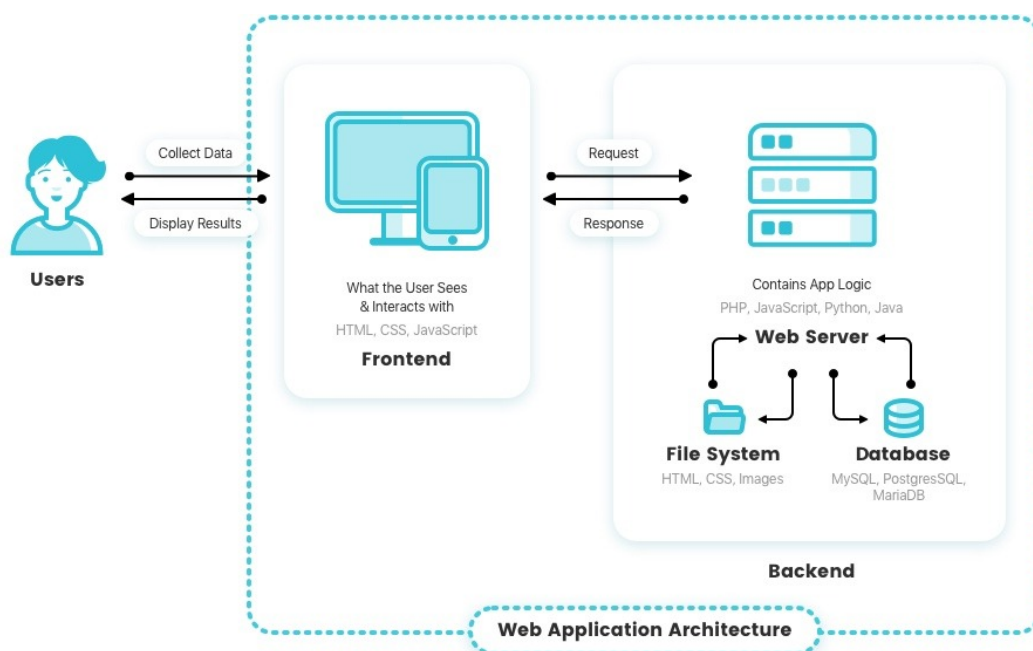 Collect Data
Display Results
Users
What the User Sees
& Interacts with
HTML, CSS, JavaScript
Frontend
Request
Response
Contains App Logic
PHP, JavaScript, Python, Java
Web Server
File System
HTML, CSS, Images
Database
MySQL, PostgresSQL,
MariaDB
Backend
Web Application Architecture